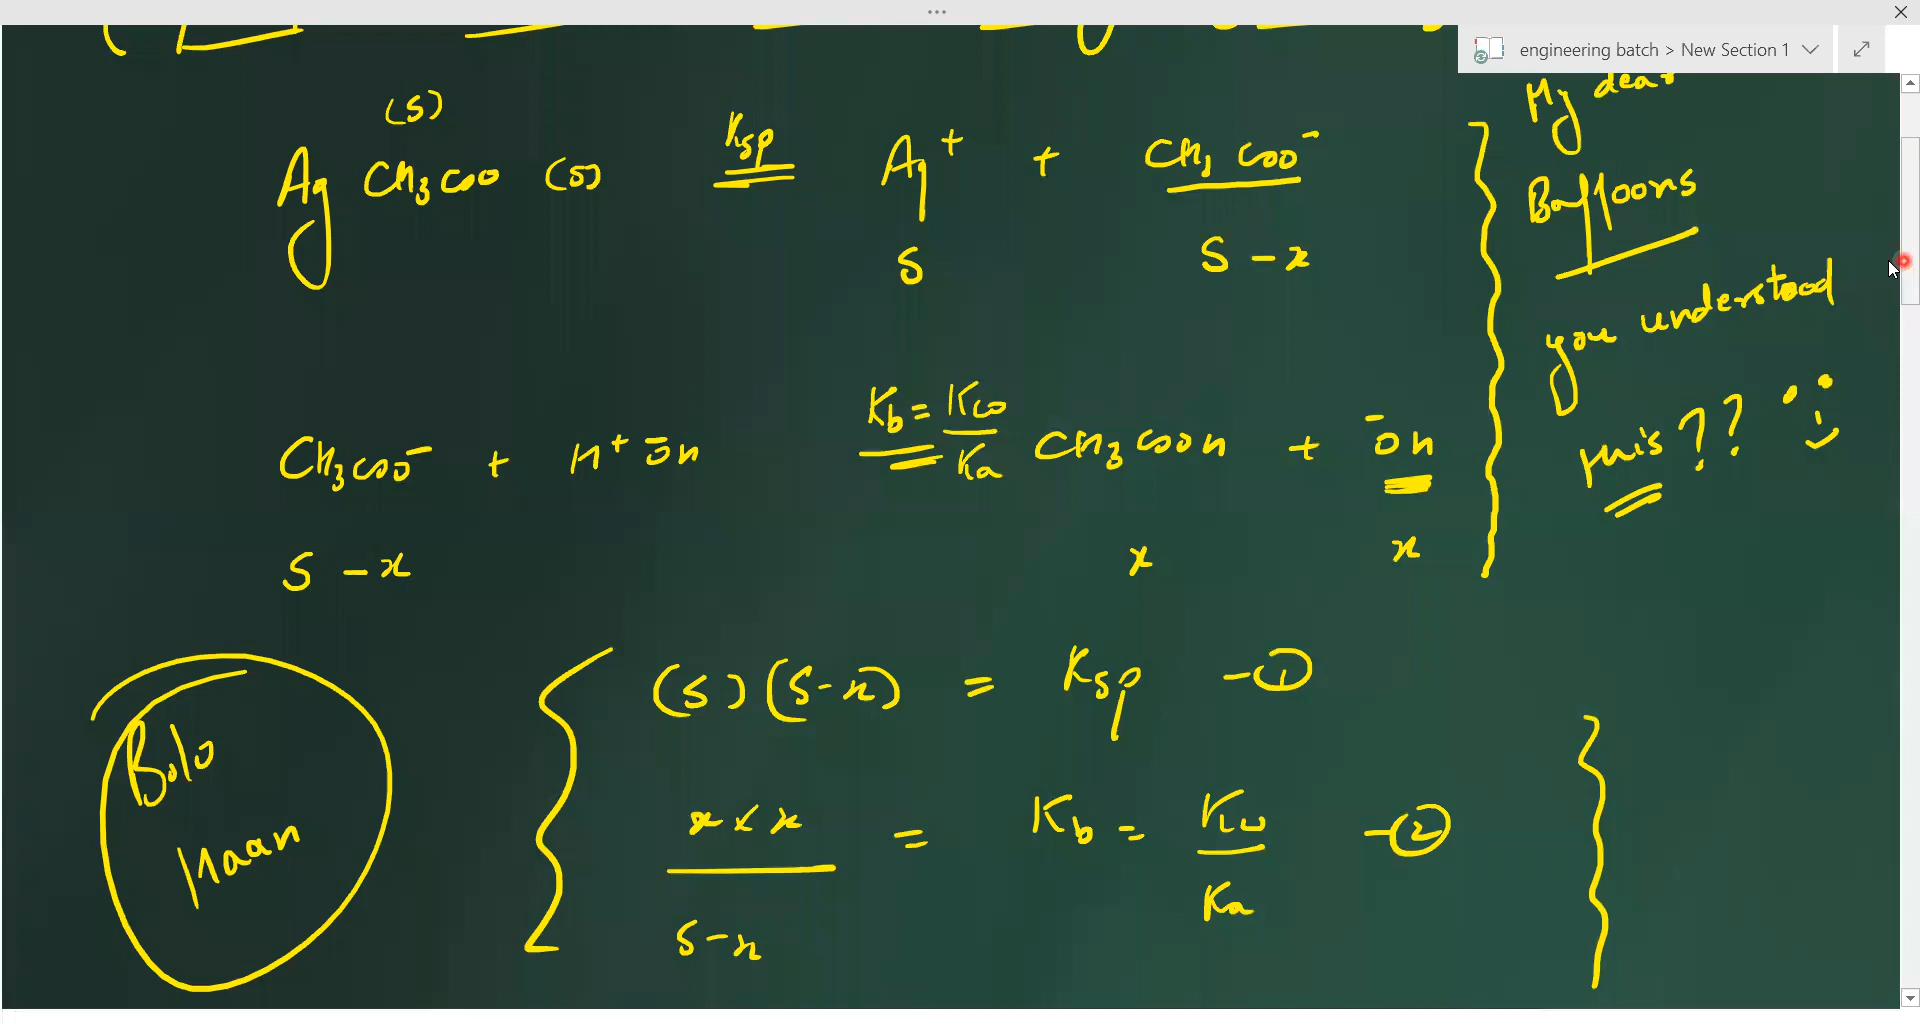 engineering batch > New Section 1
(s)
Ag CH3COO (s) Ksp Ag+ + CH3COO-
S S - x
My dear
Balloons
you understood
this??
CH3COO- + H+ -OH Kb = Kw/Ka CH3COOH + -OH
S - x x x
(S) (S-x) = Ksp - ①
x × x / S-x = Kb = Kw/Ka - ②
Bolo
Haan